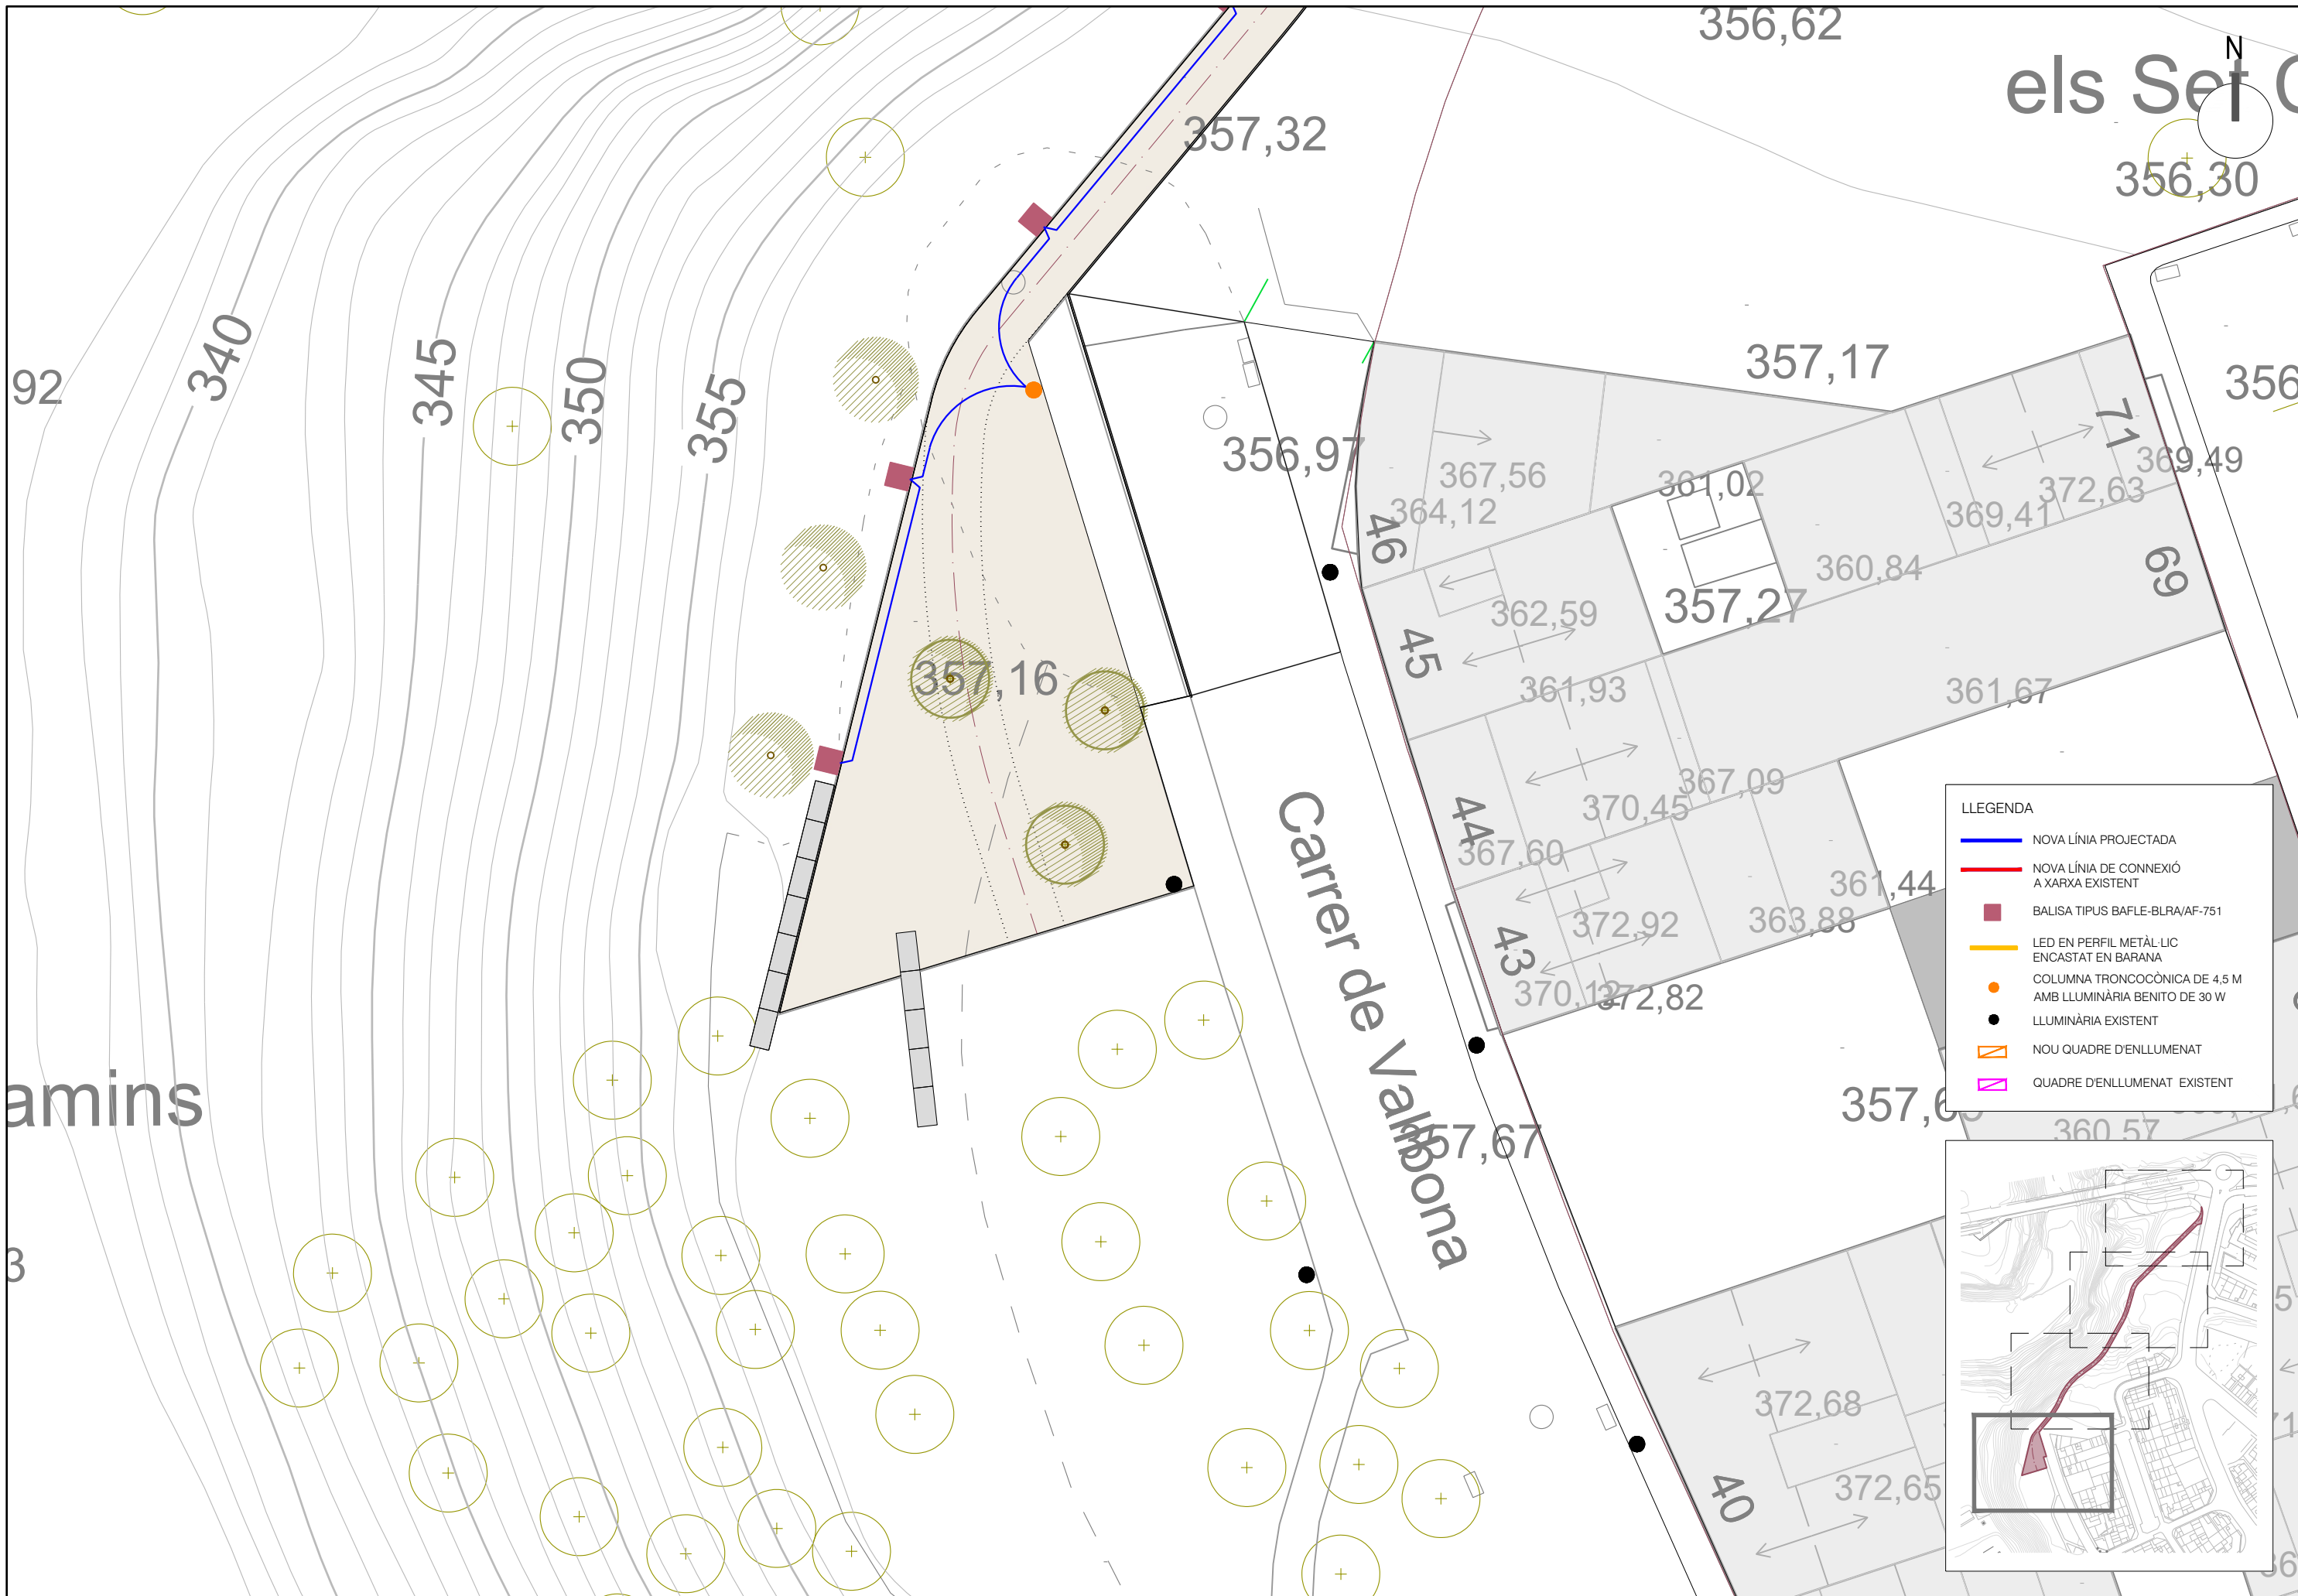 356,62
N
els Set
357,32
356,30
340
345
350
355
92
357,17
356
71
356,97
367,56
361,02
369,49
372,63
364,12
369,41
46
360,84
69
362,59
357,27
45
357,16
361,93
361,67
367,09
370,45
44
367,60
361,44
372,92
363,88
43
370,12
372,82
Carrer de Vallbona
amins
357,67
360,57
3
372,68
372,65
40
LLEGENDA
NOVA LÍNIA PROJECTADA
NOVA LÍNIA DE CONNEXIÓ
A XARXA EXISTENT
BALISA TIPUS BAFLE-BLRA/AF-751
LED EN PERFIL METÀL·LIC
ENCASTAT EN BARANA
COLUMNA TRONCOCÒNICA DE 4,5 M
AMB LLUMINÀRIA BENITO DE 30 W
LLUMINÀRIA EXISTENT
NOU QUADRE D'ENLLUMENAT
QUADRE D'ENLLUMENAT EXISTENT